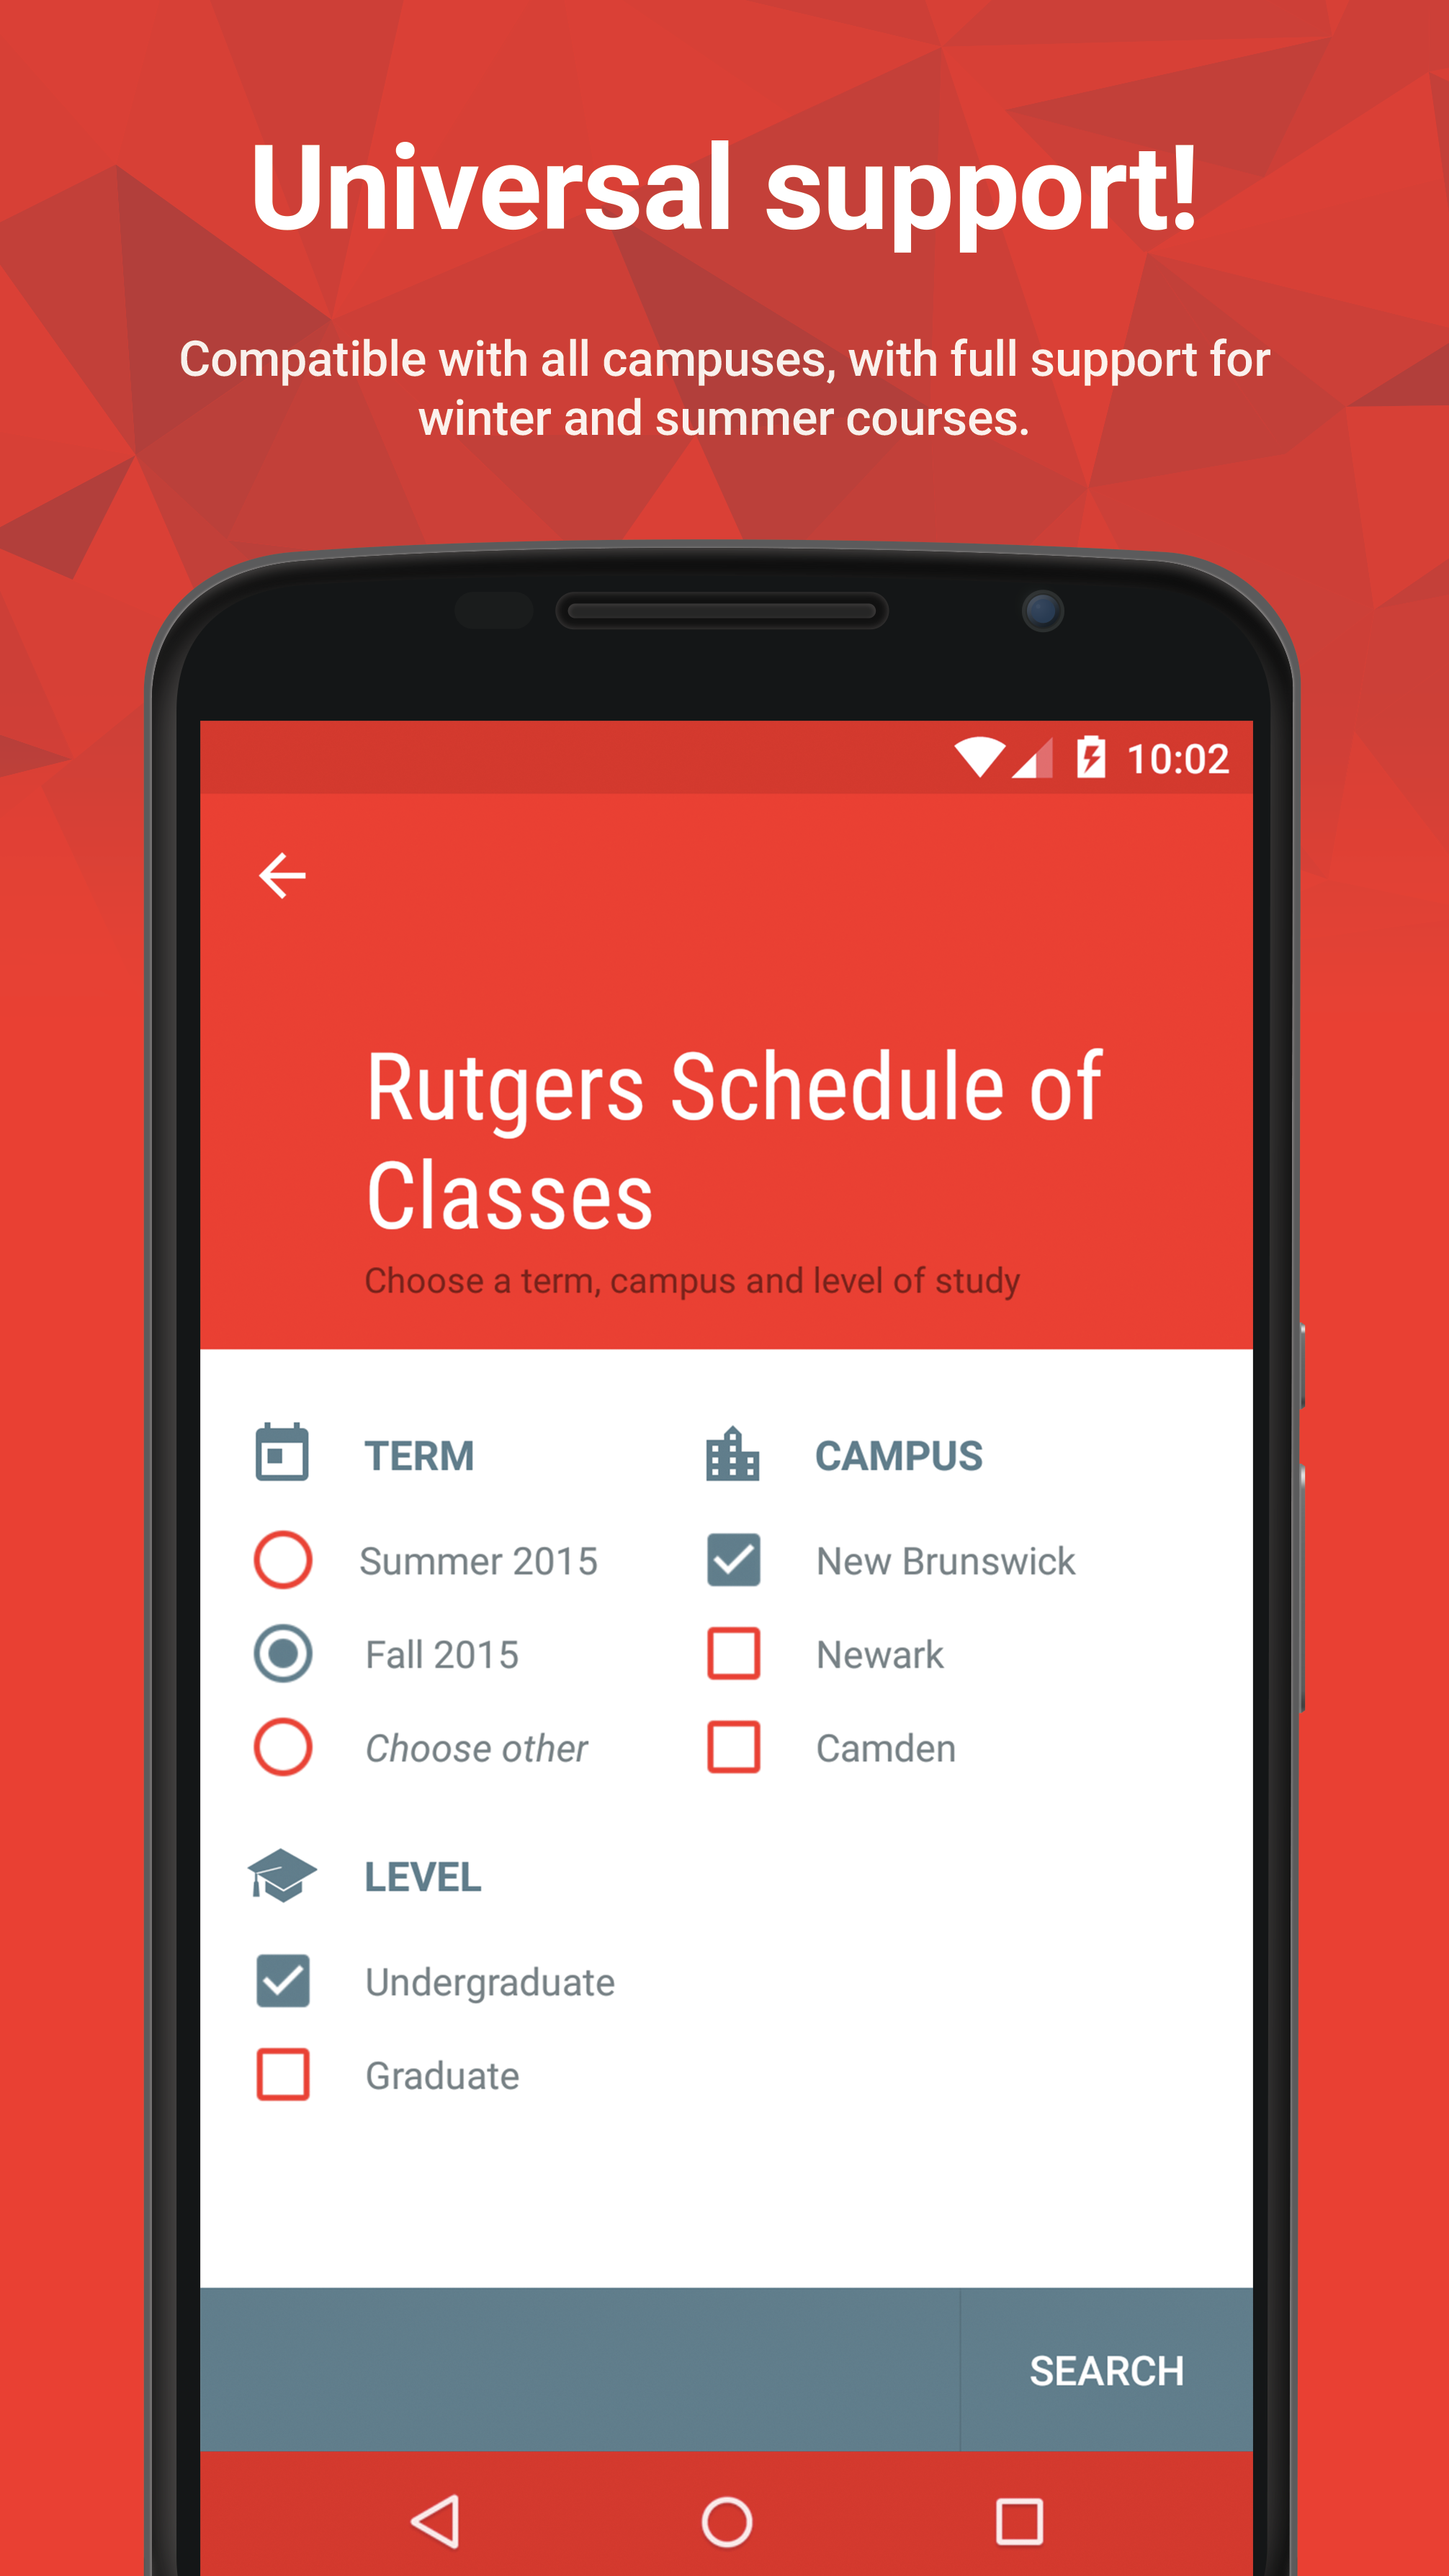 Universal support!
Compatible with all campuses, with full support for
winter and summer courses.
10:02
Rutgers Schedule of
Classes
Choose a term, campus and level of study
TERM
Summer 2015
Fall 2015
Choose other
CAMPUS
New Brunswick
Newark
Camden
LEVEL
Undergraduate
Graduate
SEARCH